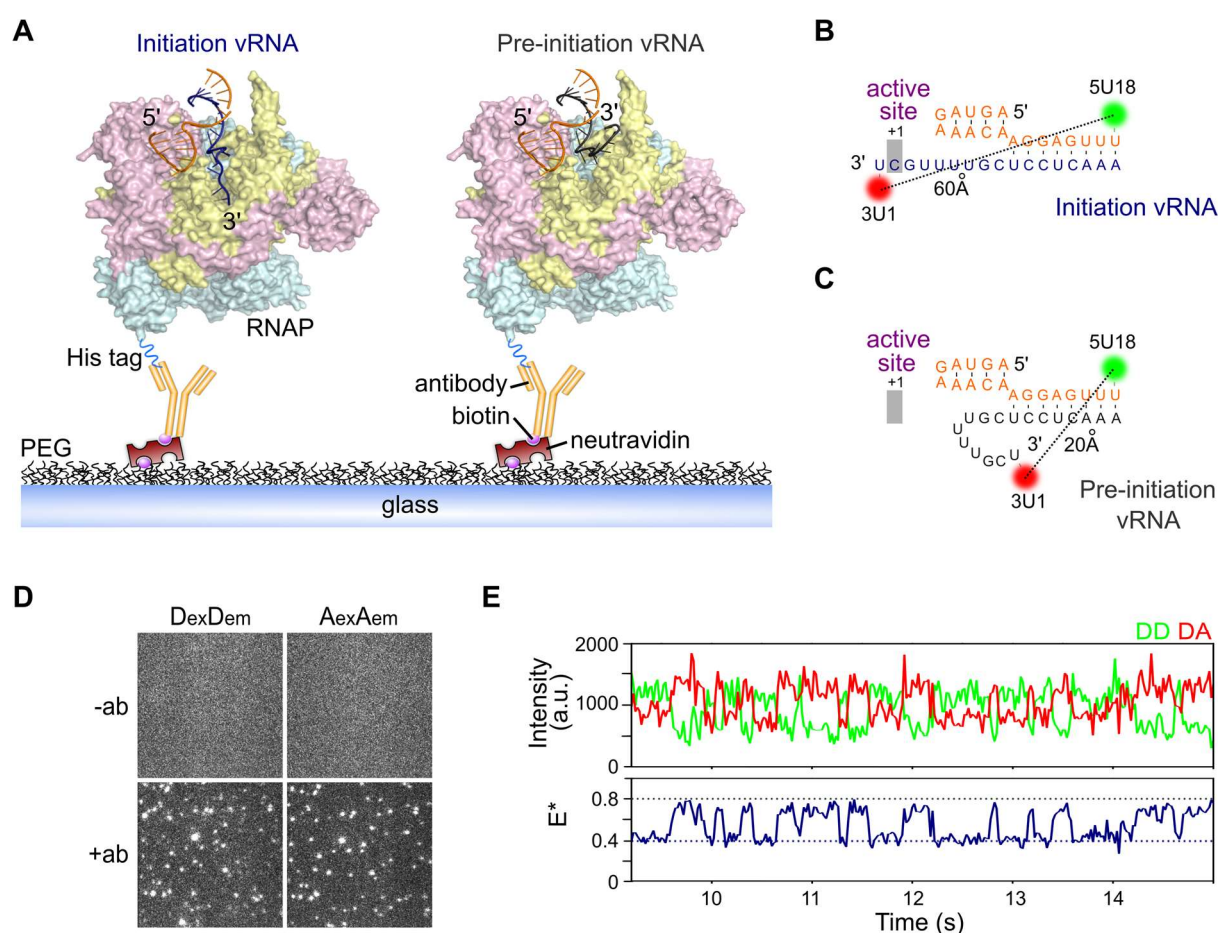 A
Initiation vRNA
Pre-initiation vRNA
5'
3'
5'
3'
RNAP
His tag
antibody
biotin
neutravidin
PEG
glass
B
active
site
+1
5U18
GAUGA 5'
AAACA
AGGAGUUU
3' UCGUUUUGCUCCUCAAA
60Å
3U1
Initiation vRNA
C
active
site
+1
5U18
GAUGA 5'
AAACA
AGGAGUUU
UUUUGCUCCUCAAA
GCU 3'
20Å
3U1
Pre-initiation
vRNA
D
DexDem
AexAem
-ab
+ab
E
DD DA
2000
1000
0
Intensity
(a.u.)
0.8
0.4
0
E*
10 11 12 13 14
Time (s)